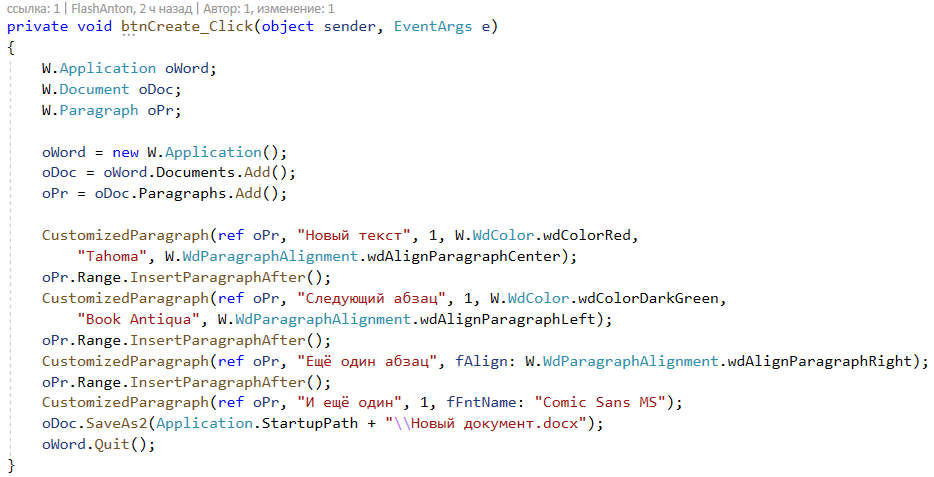 ссылка: 1 | FlashAnton, 2 ч назад | Автор: 1, изменение: 1
private void btnCreate_Click(object sender, EventArgs e)
{
    W.Application oWord;
    W.Document oDoc;
    W.Paragraph oPr;

    oWord = new W.Application();
    oDoc = oWord.Documents.Add();
    oPr = oDoc.Paragraphs.Add();

    CustomizedParagraph(ref oPr, "Новый текст", 1, W.WdColor.wdColorRed,
        "Tahoma", W.WdParagraphAlignment.wdAlignParagraphCenter);
    oPr.Range.InsertParagraphAfter();
    CustomizedParagraph(ref oPr, "Следующий абзац", 1, W.WdColor.wdColorDarkGreen,
        "Book Antiqua", W.WdParagraphAlignment.wdAlignParagraphLeft);
    oPr.Range.InsertParagraphAfter();
    CustomizedParagraph(ref oPr, "Ещё один абзац", fAlign: W.WdParagraphAlignment.wdAlignParagraphRight);
    oPr.Range.InsertParagraphAfter();
    CustomizedParagraph(ref oPr, "И ещё один", 1, fFntName: "Comic Sans MS");
    oDoc.SaveAs2(Application.StartupPath + "\\Новый документ.docx");
    oWord.Quit();
}